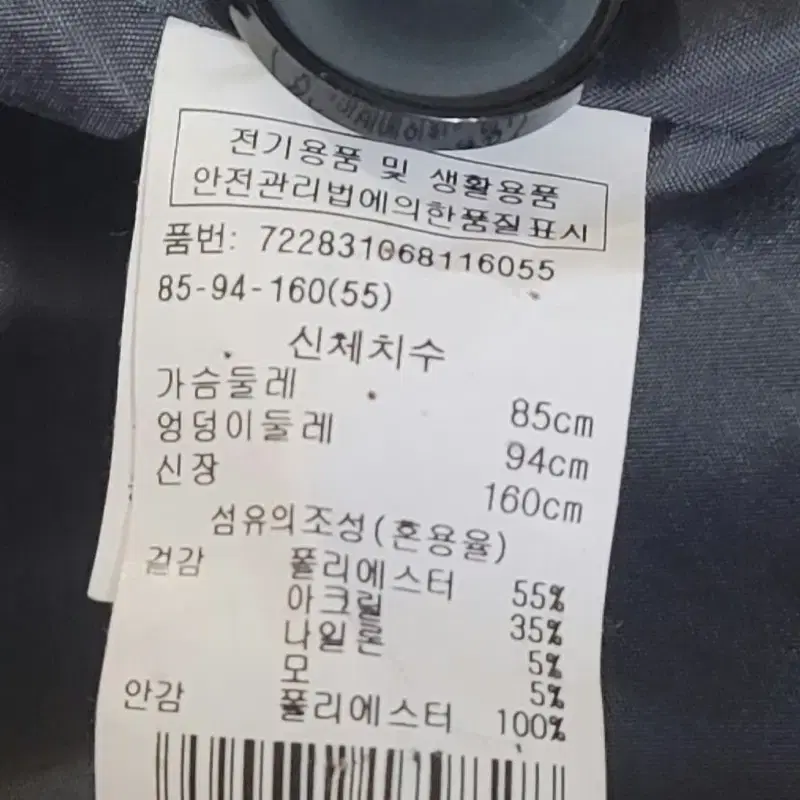 전기용품 및 생활용품
안전관리법에의한품질표시
품번: 722831068116055
85-94-160(55)
신체치수
가슴둘레 85cm
엉덩이둘레 94cm
신장 160cm
섬유의조성(혼용율)
겉감 폴리에스터 55%
아크릴 35%
나일론 5%
모 5%
안감 폴리에스터 100%